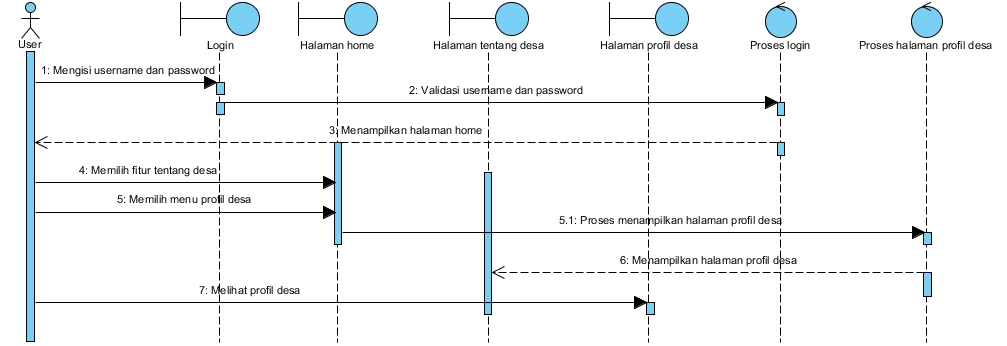 User
Login
Halaman home
Halaman tentang desa
Halaman profil desa
Proses login
Proses halaman profil desa
1: Mengisi username dan password
2: Validasi username dan password
3: Menampilkan halaman home
4: Memilih fitur tentang desa
5: Memilih menu profil desa
5.1: Proses menampilkan halaman profil desa
6: Menampilkan halaman profil desa
7: Melihat profil desa